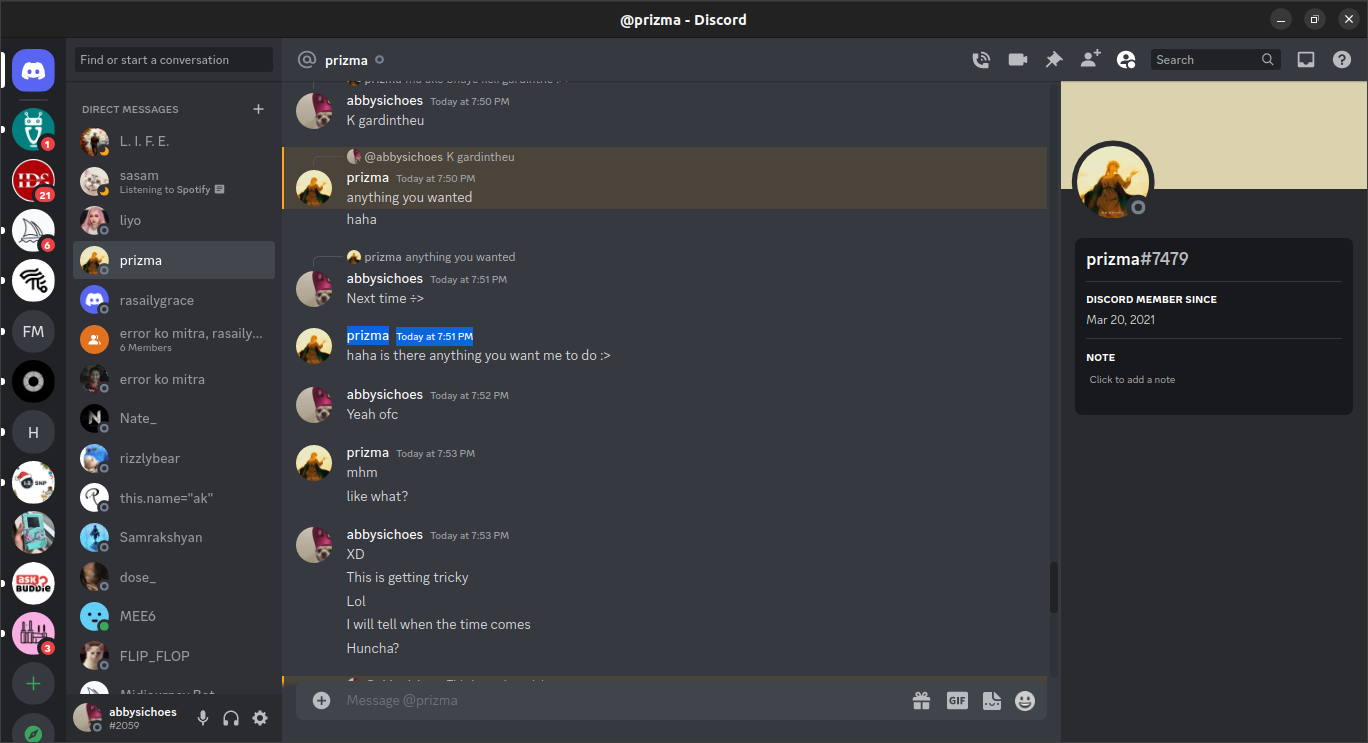 @prizma - Discord
Find or start a conversation
prizma
Search
DIRECT MESSAGES
L. I. F. E.
sasam
Listening to Spotify
liyo
prizma
rasailygrace
error ko mitra, rasaily...
6 Members
error ko mitra
Nate_
rizzlybear
this.name="ak"
Samrakshyan
dose_
MEE6
FLIP_FLOP
Midjourney Bot
abbysichoes
#2059
1
IDS
21
6
FM
H
SNP
ask
BUDDIE
3
abbysichoes Today at 7:50 PM
K gardintheu
@abbysichoes K gardintheu
prizma Today at 7:50 PM
anything you wanted
haha
prizma anything you wanted
abbysichoes Today at 7:51 PM
Next time ÷>
prizma Today at 7:51 PM
haha is there anything you want me to do :>
abbysichoes Today at 7:52 PM
Yeah ofc
prizma Today at 7:53 PM
mhm
like what?
abbysichoes Today at 7:53 PM
XD
This is getting tricky
Lol
I will tell when the time comes
Huncha?
Message @prizma
GIF
prizma#7479
DISCORD MEMBER SINCE
Mar 20, 2021
NOTE
Click to add a note